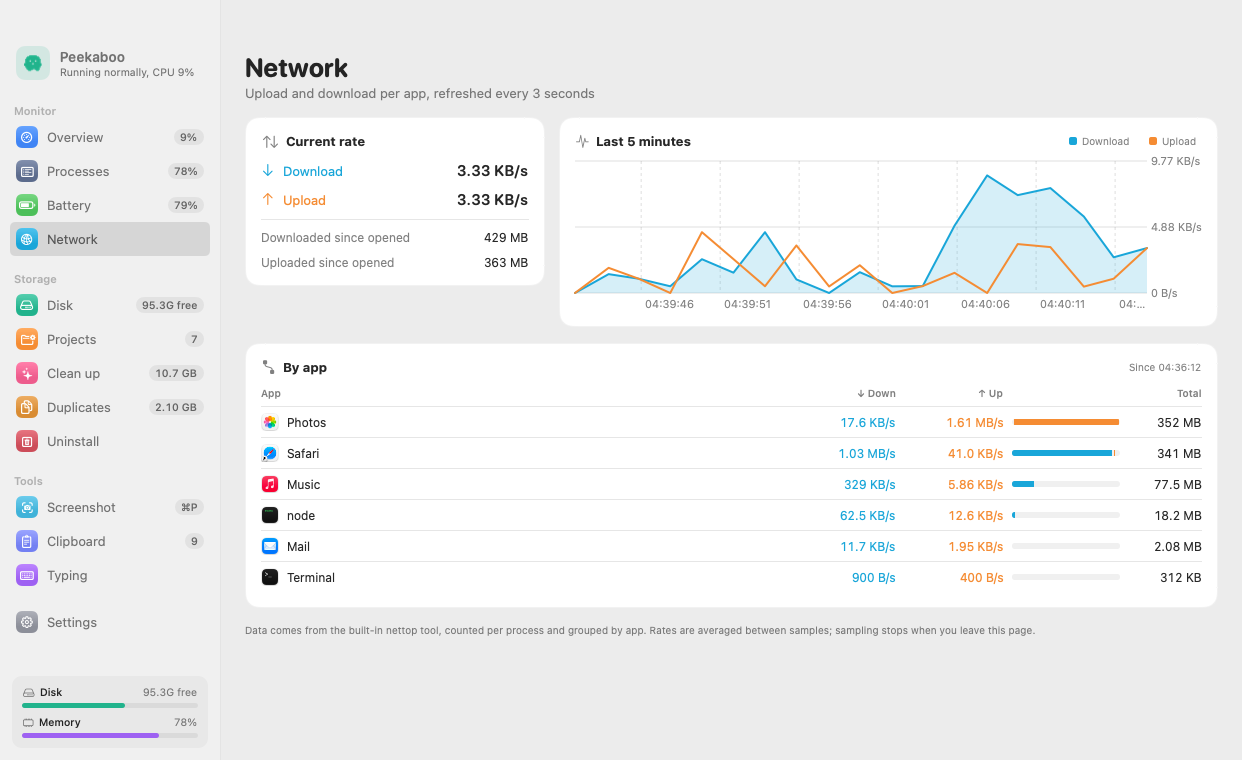 Peekaboo
Running normally, CPU 9%
Monitor
Overview 9%
Processes 78%
Battery 79%
Network
Storage
Disk 95.3G free
Projects 7
Clean up 10.7 GB
Duplicates 2.10 GB
Uninstall
Tools
Screenshot ⌘P
Clipboard 9
Typing
Settings
Disk 95.3G free
Memory 78%
Network
Upload and download per app, refreshed every 3 seconds
Current rate
↓ Download 3.33 KB/s
↑ Upload 3.33 KB/s
Downloaded since opened 429 MB
Uploaded since opened 363 MB
Last 5 minutes Download Upload
9.77 KB/s
4.88 KB/s
0 B/s
04:39:46 04:39:51 04:39:56 04:40:01 04:40:06 04:40:11 04:...
By app Since 04:36:12
App ↓ Down ↑ Up Total
Photos 17.6 KB/s 1.61 MB/s 352 MB
Safari 1.03 MB/s 41.0 KB/s 341 MB
Music 329 KB/s 5.86 KB/s 77.5 MB
node 62.5 KB/s 12.6 KB/s 18.2 MB
Mail 11.7 KB/s 1.95 KB/s 2.08 MB
Terminal 900 B/s 400 B/s 312 KB
Data comes from the built-in nettop tool, counted per process and grouped by app. Rates are averaged between samples; sampling stops when you leave this page.